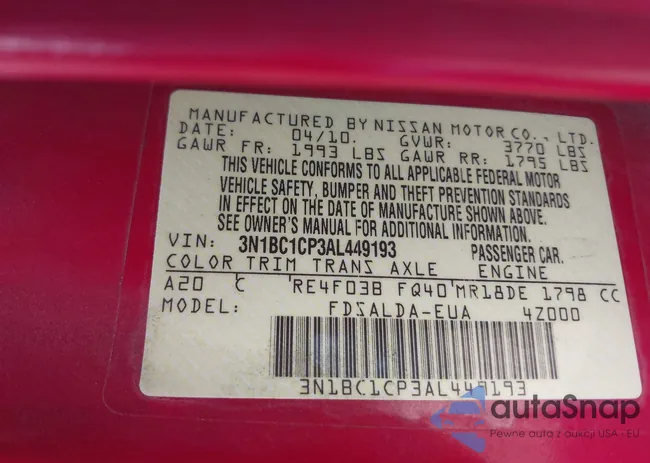 MANUFACTURED BY NISSAN MOTOR CO., LTD.
DATE: 04/10. GVWR: 3770 LBS
GAWR FR: 1993 LBS GAWR RR: 1795 LBS
THIS VEHICLE CONFORMS TO ALL APPLICABLE FEDERAL MOTOR
VEHICLE SAFETY, BUMPER AND THEFT PREVENTION STANDARDS
IN EFFECT ON THE DATE OF MANUFACTURE SHOWN ABOVE.
SEE OWNER'S MANUAL FOR ADDITIONAL INFORMATION.
VIN: 3N1BC1CP3AL449193 PASSENGER CAR.
COLOR TRIM TRANS AXLE ENGINE
A20 C RE4F03B FQ40 MR18DE 1798 CC
MODEL: FDSALDA-EUA 4Z000
3N1BC1CP3AL449193
autaSnap
Pewne auta z aukcji USA - EU